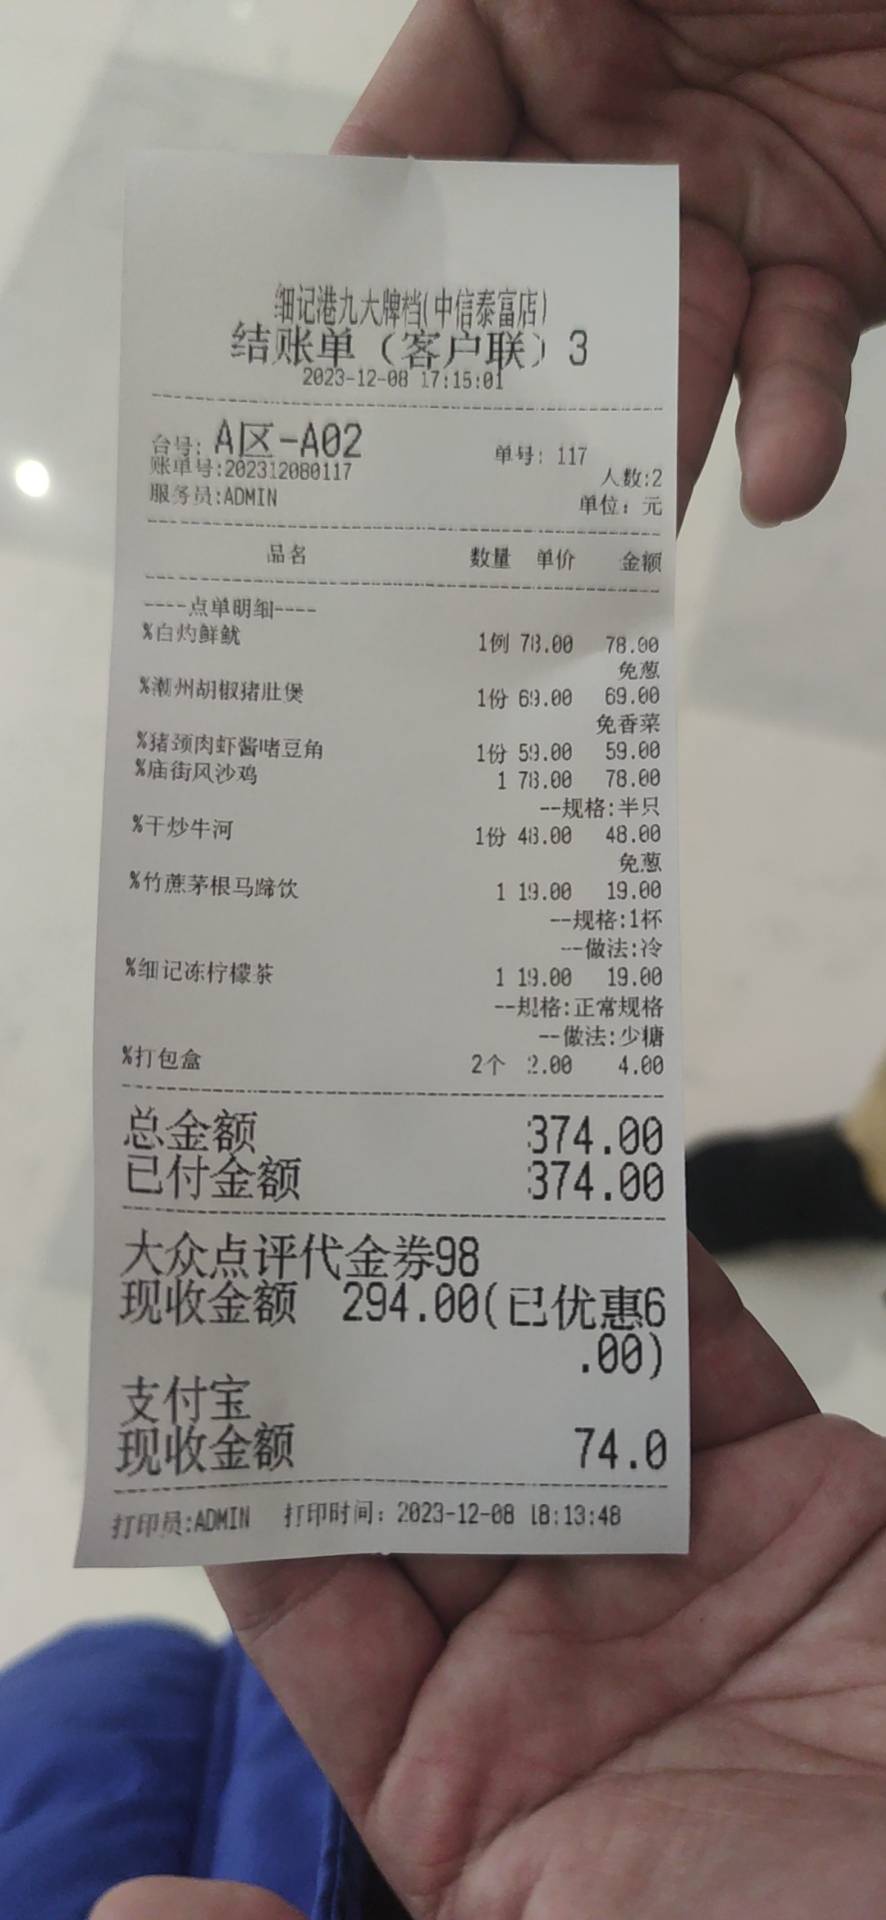 细记港九大牌档(中信泰富店)
结账单（客户联）3
2023-12-08 17:15:01
台号: A区-A02 单号: 117
账单号:202312080117 人数:2
服务员:ADMIN 单位: 元
品名 数量 单价 金额
----点单明细----
%白灼鲜鱿 1例 78.00 78.00
免葱
%潮州胡椒猪肚煲 1份 69.00 69.00
免香菜
%猪颈肉虾酱啫豆角 1份 59.00 59.00
%庙街风沙鸡 1 78.00 78.00
--规格:半只
%干炒牛河 1份 48.00 48.00
免葱
%竹蔗茅根马蹄饮 1 19.00 19.00
--规格:1杯
--做法:冷
%细记冻柠檬茶 1 19.00 19.00
--规格:正常规格
--做法:少糖
%打包盒 2个 2.00 4.00
总金额 374.00
已付金额 374.00
大众点评代金券98
现收金额 294.00(已优惠6
.00)
支付宝
现收金额 74.0
打印员:ADMIN 打印时间: 2023-12-08 18:13:48